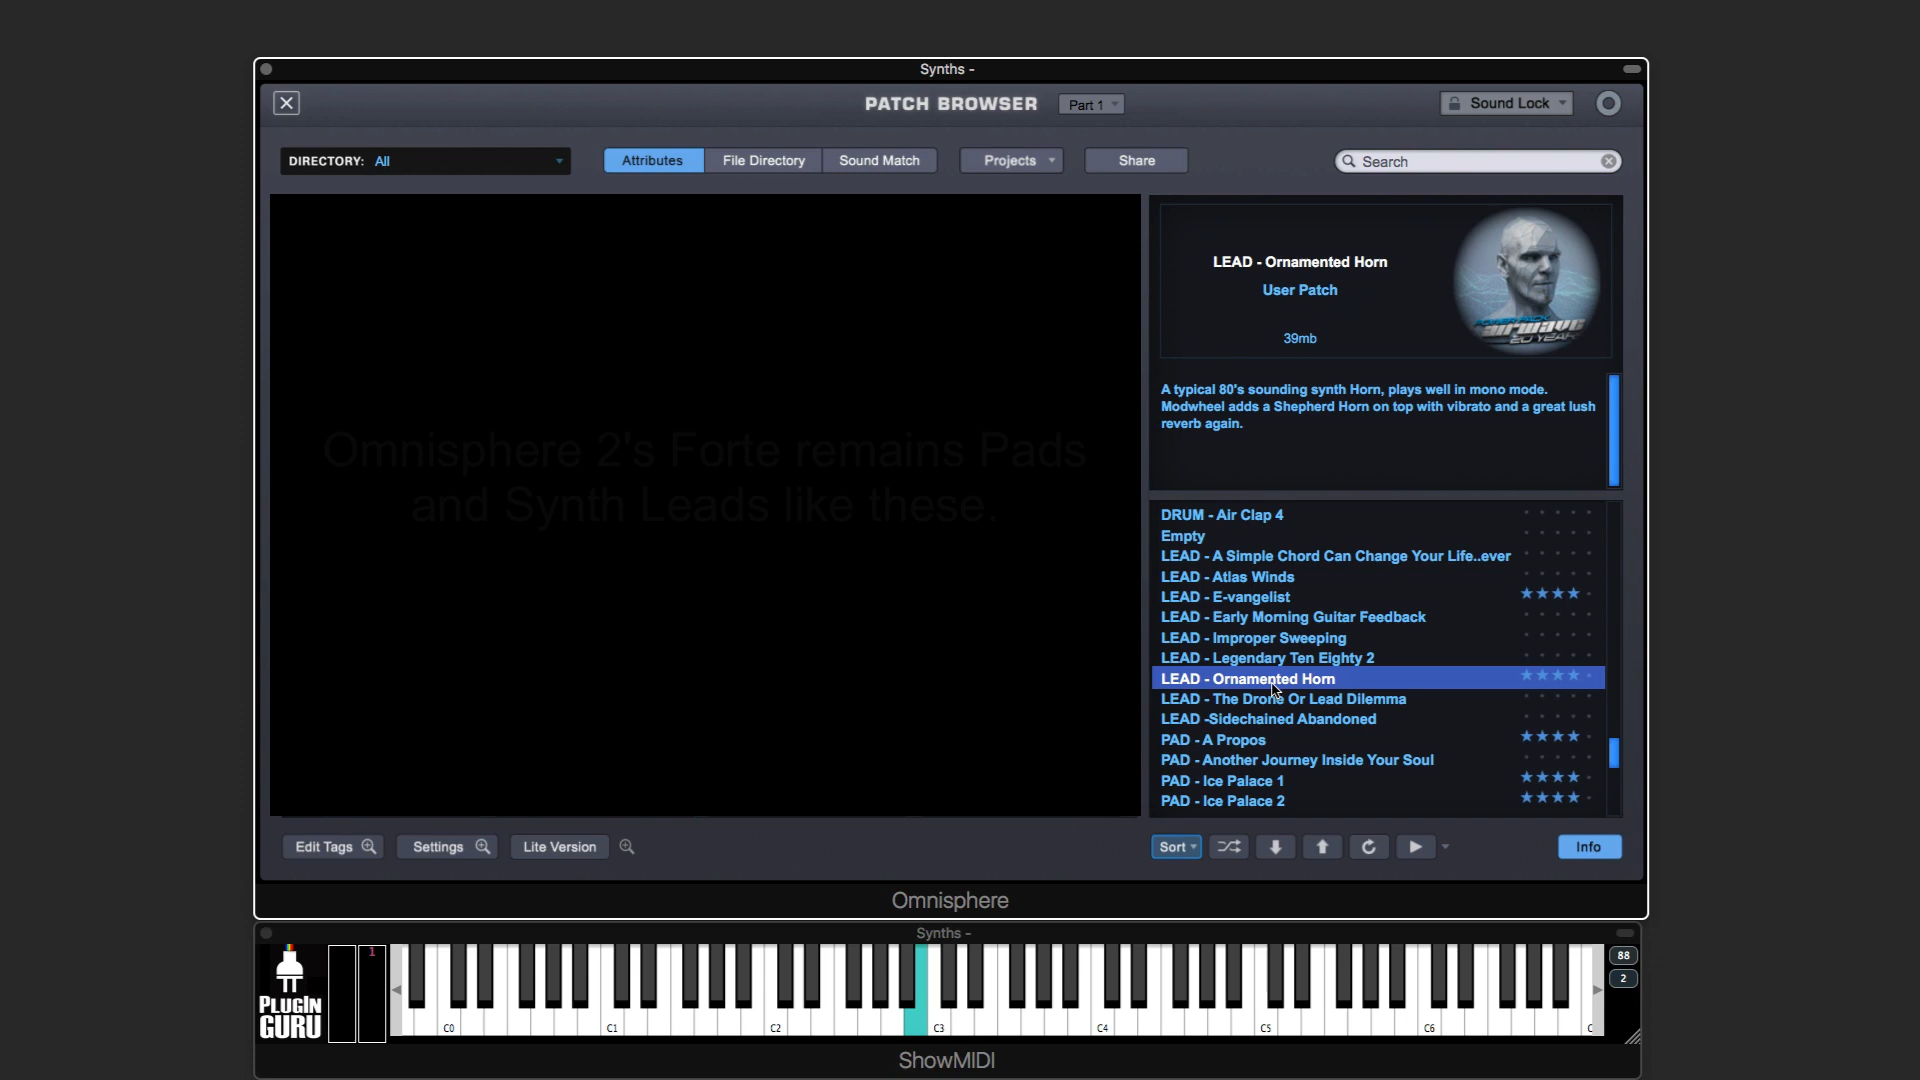 Synths -
PATCH BROWSER
Part 1
Sound Lock
DIRECTORY: All
Attributes
File Directory
Sound Match
Projects
Share
Search
LEAD - Ornamented Horn
User Patch
39mb
POWER PACK
airwave
20 YEAR
A typical 80's sounding synth Horn, plays well in mono mode.
Modwheel adds a Shepherd Horn on top with vibrato and a great lush
reverb again.
Omnisphere 2's Forte remains Pads
and Synth Leads like these.
DRUM - Air Clap 4
Empty
LEAD - A Simple Chord Can Change Your Life..ever
LEAD - Atlas Winds
LEAD - E-vangelist
LEAD - Early Morning Guitar Feedback
LEAD - Improper Sweeping
LEAD - Legendary Ten Eighty 2
LEAD - Ornamented Horn
LEAD - The Drone Or Lead Dilemma
LEAD -Sidechained Abandoned
PAD - A Propos
PAD - Another Journey Inside Your Soul
PAD - Ice Palace 1
PAD - Ice Palace 2
Edit Tags
Settings
Lite Version
Sort
Info
Omnisphere
Synths -
1
88
2
PLUGIN
GURU
C0
C1
C2
C3
C4
C5
C6
C
ShowMIDI